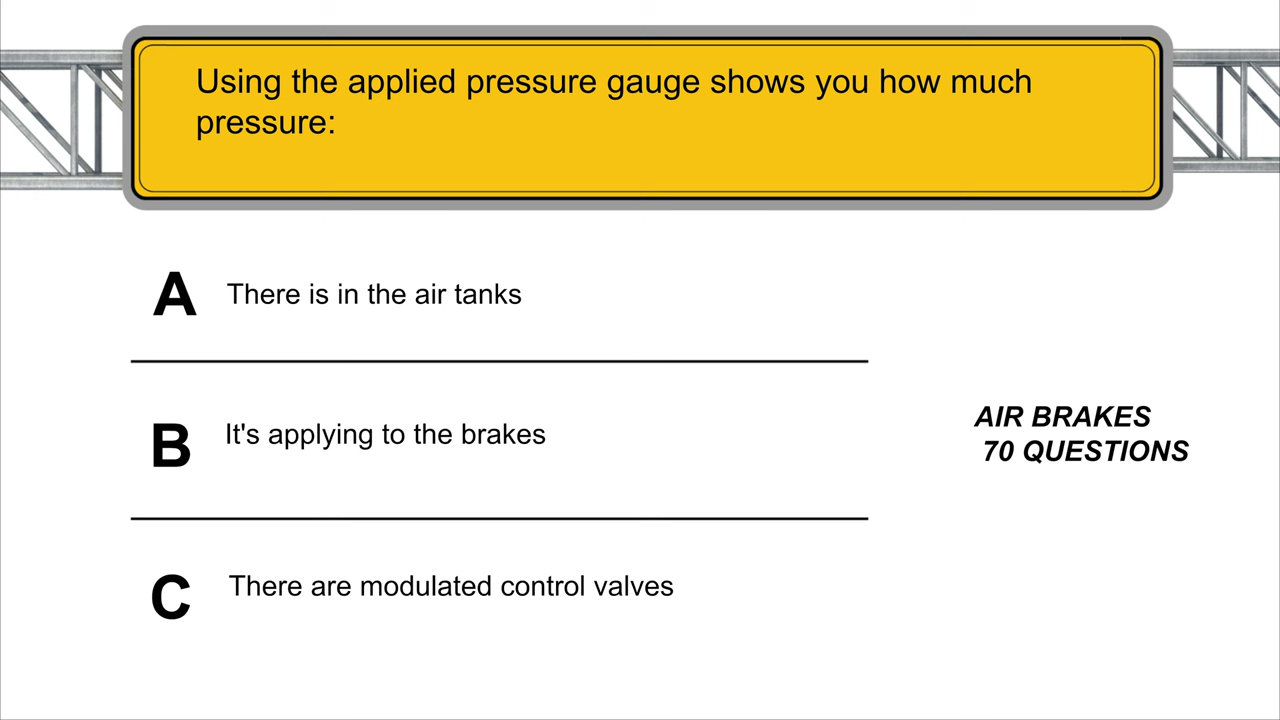 Using the applied pressure gauge shows you how much
pressure:
A There is in the air tanks
B It's applying to the brakes
AIR BRAKES
70 QUESTIONS
C There are modulated control valves